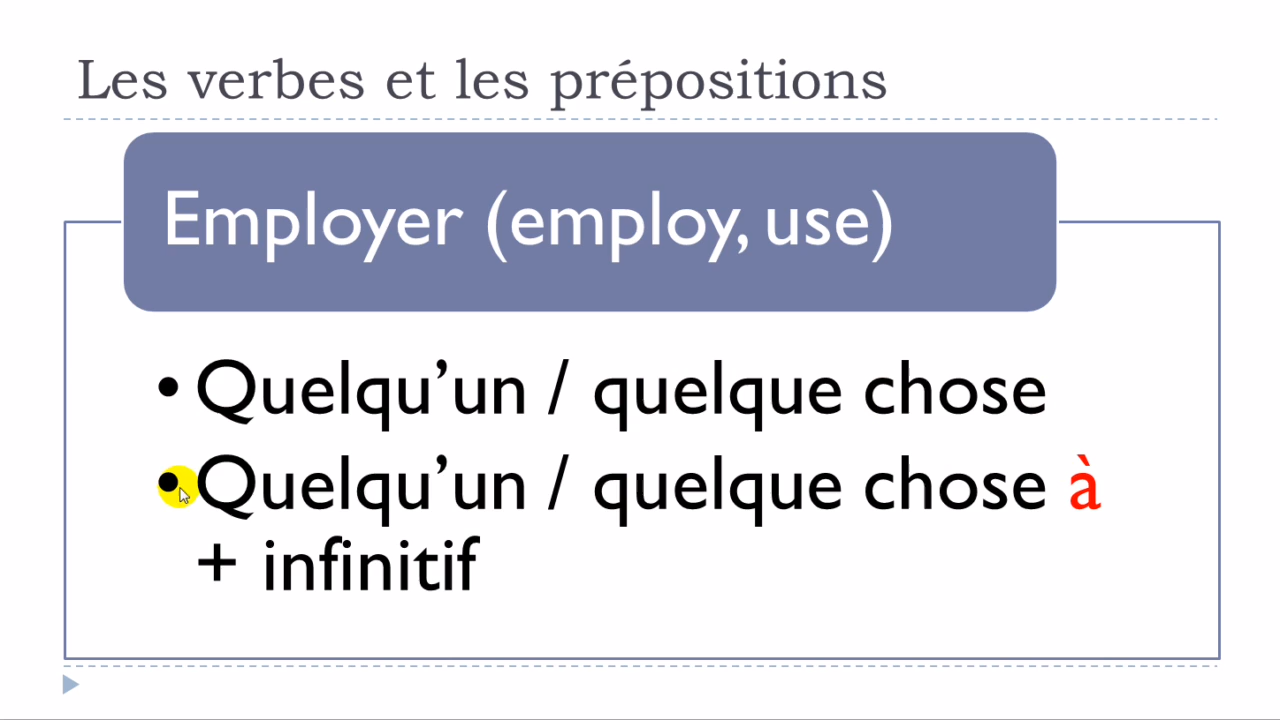 Les verbes et les prépositions
Employer (employ, use)
• Quelqu’un / quelque chose
• Quelqu’un / quelque chose à
+ infinitif